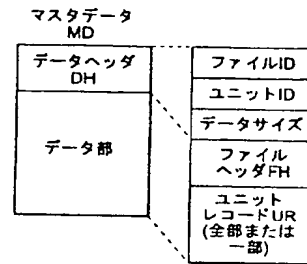 マスタデータ
MD
データヘッダ
DH
データ部
ファイルID
ユニットID
データサイズ
ファイル
ヘッダFH
ユニット
レコードUR
(全部または
一部)